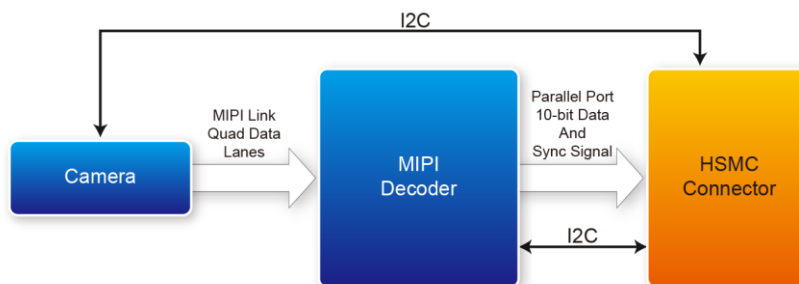 I2C
MIPI Link
Quad Data
Lanes
Parallel Port
10-bit Data
And
Sync Signal
Camera
MIPI
Decoder
HSMC
Connector
I2C